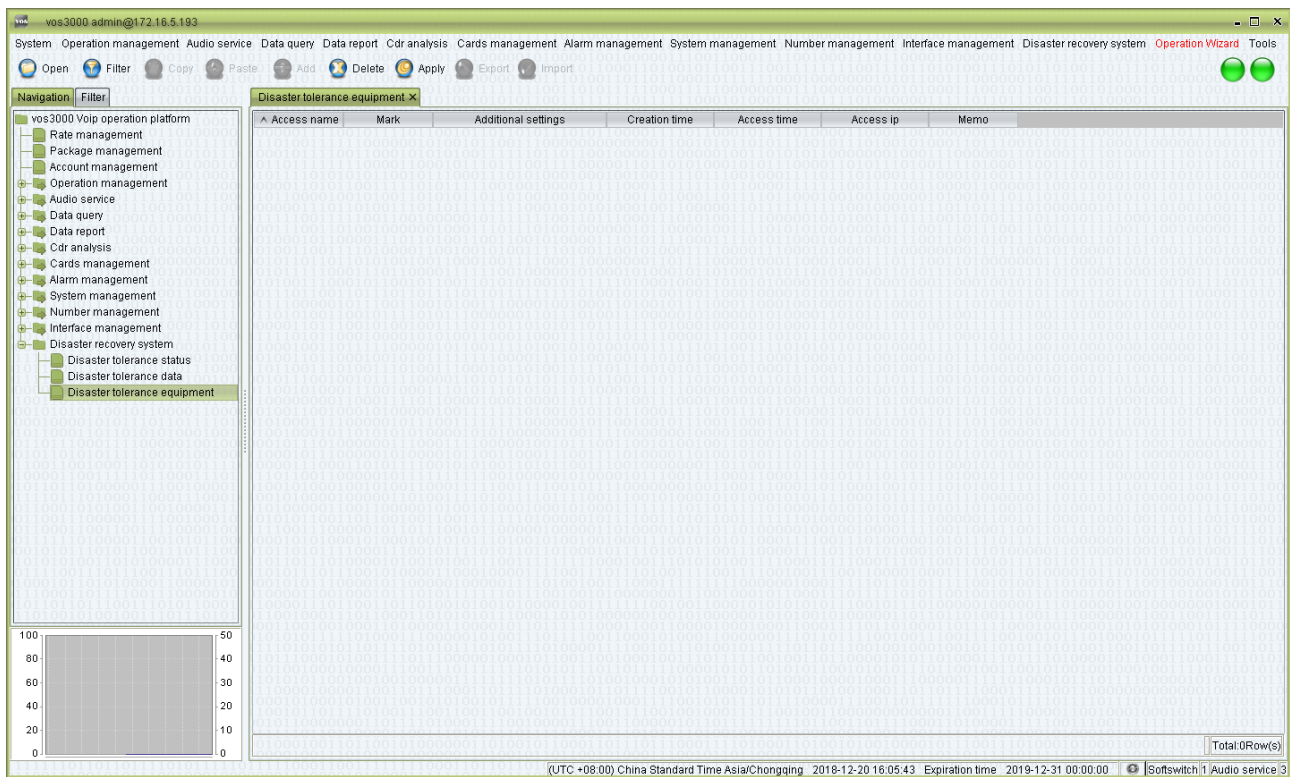 vos3000 admin@172.16.5.193
System Operation management Audio service Data query Data report Cdr analysis Cards management Alarm management System management Number management Interface management Disaster recovery system Operation Wizard Tools
Open Filter Copy Paste Add Delete Apply Export Import
Navigation Filter
Disaster tolerance equipment
vos3000 Voip operation platform
Rate management
Package management
Account management
Operation management
Audio service
Data query
Data report
Cdr analysis
Cards management
Alarm management
System management
Number management
Interface management
Disaster recovery system
Disaster tolerance status
Disaster tolerance data
Disaster tolerance equipment
Access name Mark Additional settings Creation time Access time Access ip Memo
100 50
80 40
60 30
40 20
20 10
0 0
Total:0Row(s)
(UTC +08:00) China Standard Time Asia/Chongqing 2018-12-20 16:05:43 Expiration time 2019-12-31 00:00:00 Softswitch 1 Audio service 3